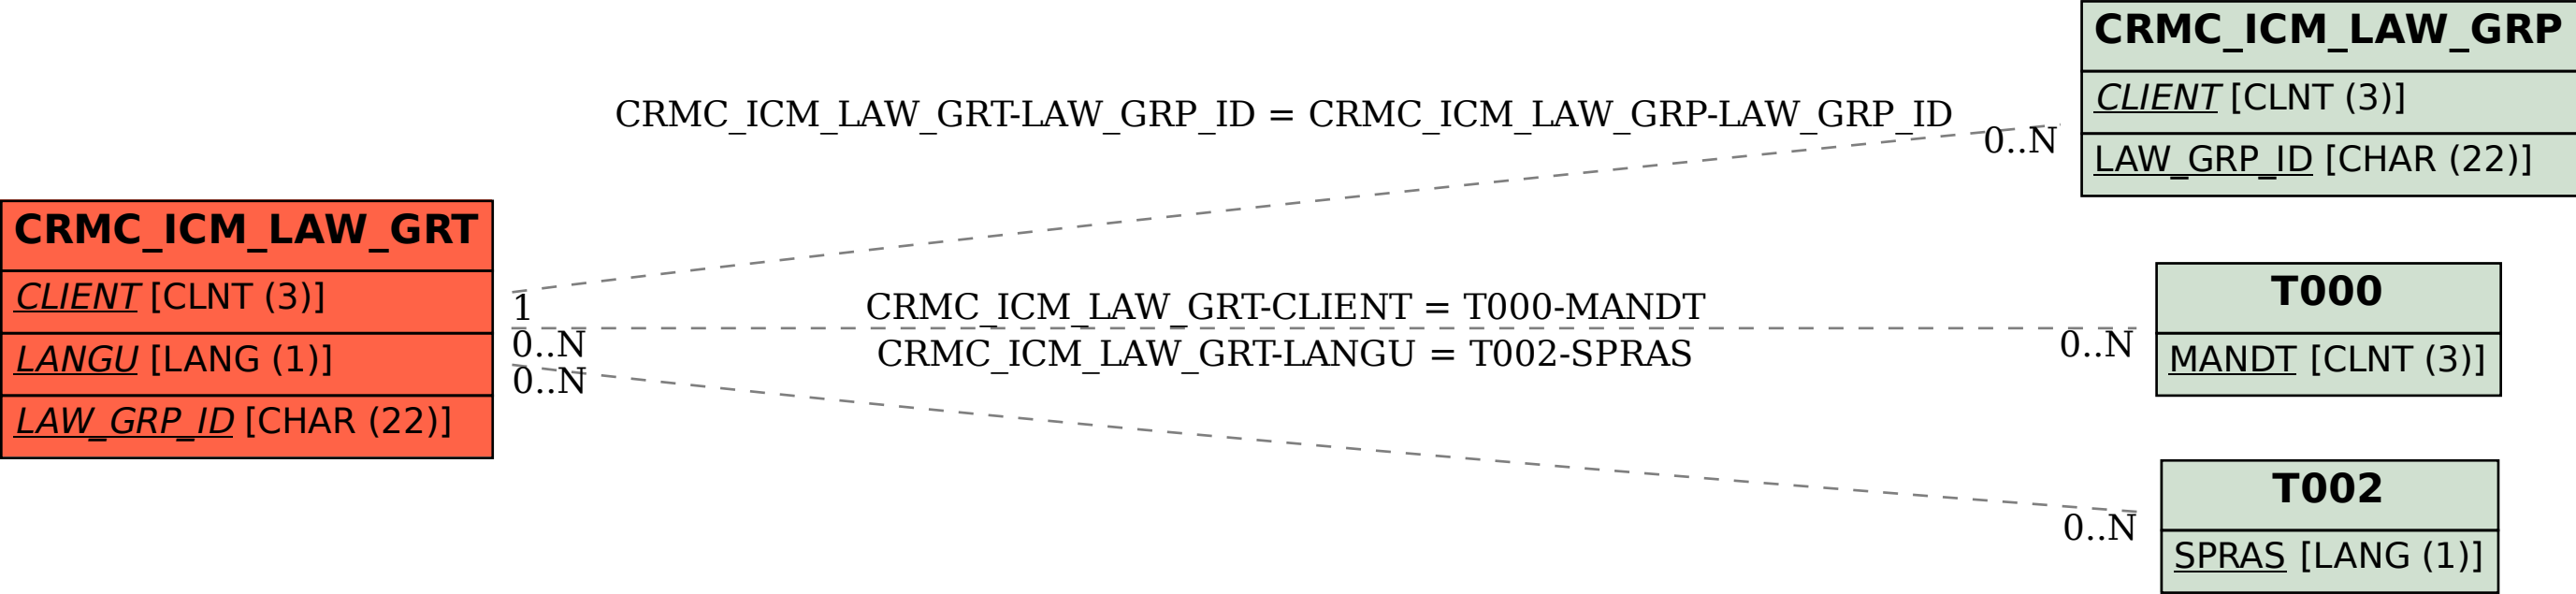 CRMC_ICM_LAW_GRT
CLIENT [CLNT (3)]
LANGU [LANG (1)]
LAW_GRP_ID [CHAR (22)]
CRMC_ICM_LAW_GRT-LAW_GRP_ID = CRMC_ICM_LAW_GRP-LAW_GRP_ID
0..N
1
CRMC_ICM_LAW_GRT-CLIENT = T000-MANDT
0..N
0..N
CRMC_ICM_LAW_GRT-LANGU = T002-SPRAS
0..N
0..N
CRMC_ICM_LAW_GRP
CLIENT [CLNT (3)]
LAW_GRP_ID [CHAR (22)]
T000
MANDT [CLNT (3)]
T002
SPRAS [LANG (1)]